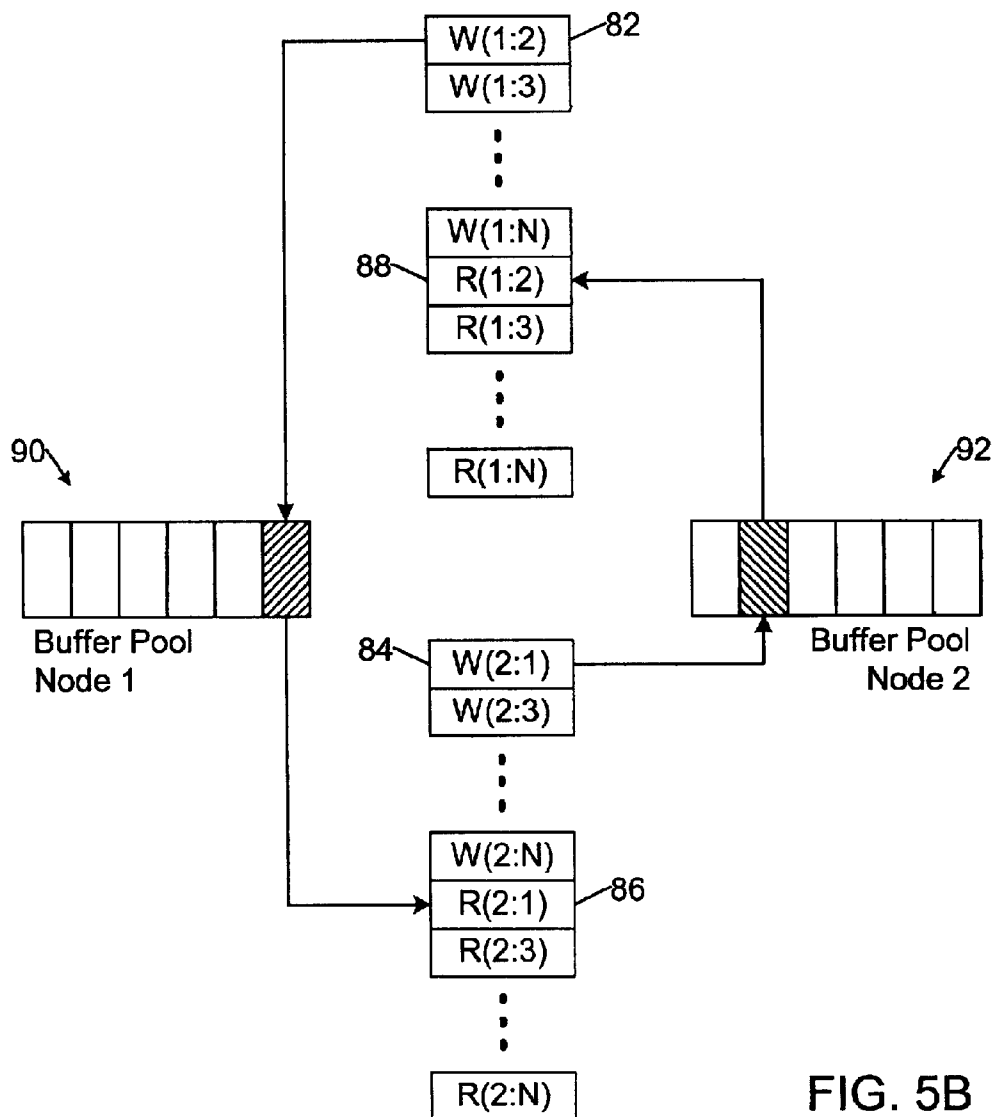 W(1:2) 82
W(1:3)
W(1:N)
88 R(1:2)
R(1:3)
90 R(1:N) 92
Buffer Pool
Node 1
Buffer Pool
Node 2
84 W(2:1)
W(2:3)
W(2:N)
R(2:1) 86
R(2:3)
R(2:N)
FIG. 5B